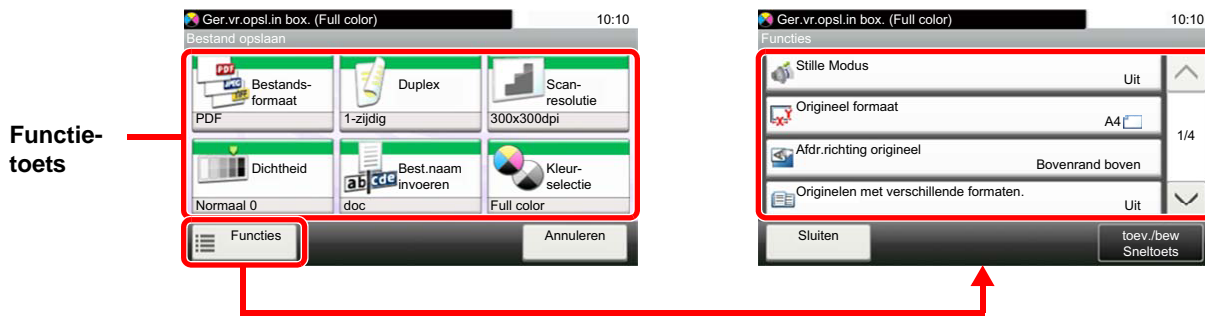 Ger.vr.opsl.in box. (Full color) 10:10
Bestand opslaan
Bestands-
formaat
PDF
Duplex
1-zijdig
Scan-
resolutie
300x300dpi
Dichtheid
Normaal 0
Best.naam
invoeren
doc
Kleur-
selectie
Full color
Functies
Annuleren
Functie-
toets
Ger.vr.opsl.in box. (Full color) 10:10
Functies
Stille Modus
Uit
Origineel formaat
A4
Afdr.richting origineel
Bovenrand boven
Originelen met verschillende formaten.
Uit
1/4
Sluiten
toev./bew
Sneltoets